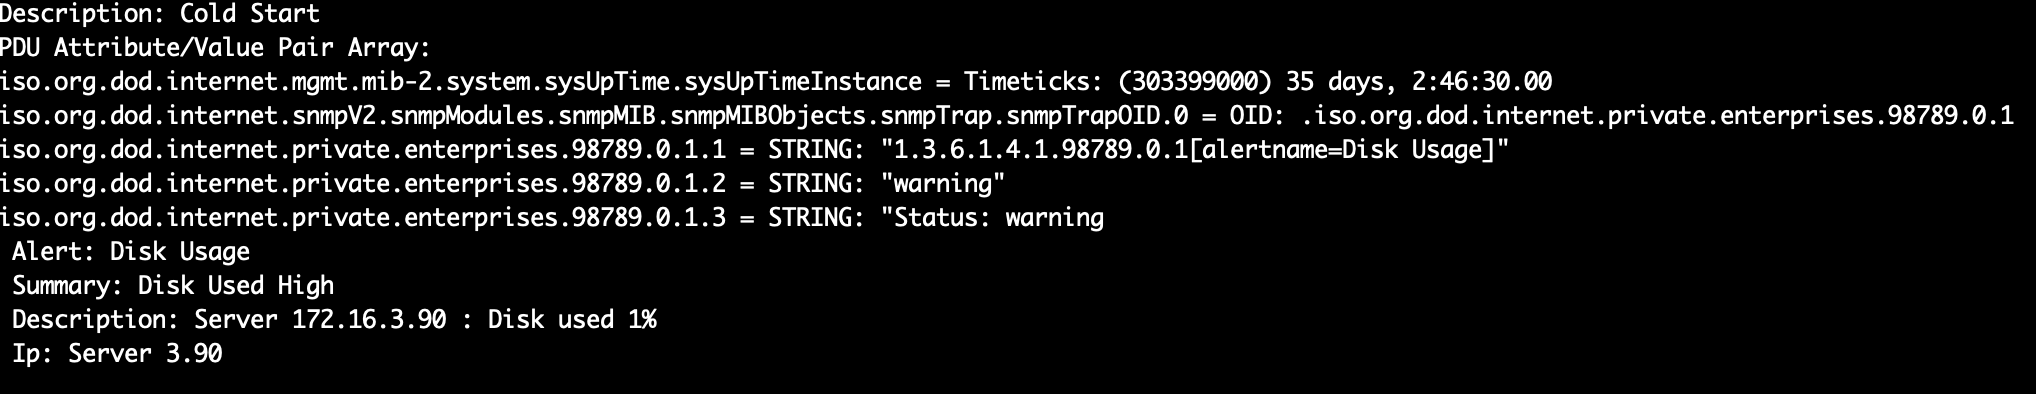 Description: Cold Start
PDU Attribute/Value Pair Array:
iso.org.dod.internet.mgmt.mib-2.system.sysUpTime.sysUpTimeInstance = Timeticks: (303399000) 35 days, 2:46:30.00
iso.org.dod.internet.snmpV2.snmpModules.snmpMIB.snmpMIBObjects.snmpTrap.snmpTrapOID.0 = OID: .iso.org.dod.internet.private.enterprises.98789.0.1
iso.org.dod.internet.private.enterprises.98789.0.1.1 = STRING: "1.3.6.1.4.1.98789.0.1[alertname=Disk Usage]"
iso.org.dod.internet.private.enterprises.98789.0.1.2 = STRING: "warning"
iso.org.dod.internet.private.enterprises.98789.0.1.3 = STRING: "Status: warning
 Alert: Disk Usage
 Summary: Disk Used High
 Description: Server 172.16.3.90 : Disk used 1%
 Ip: Server 3.90